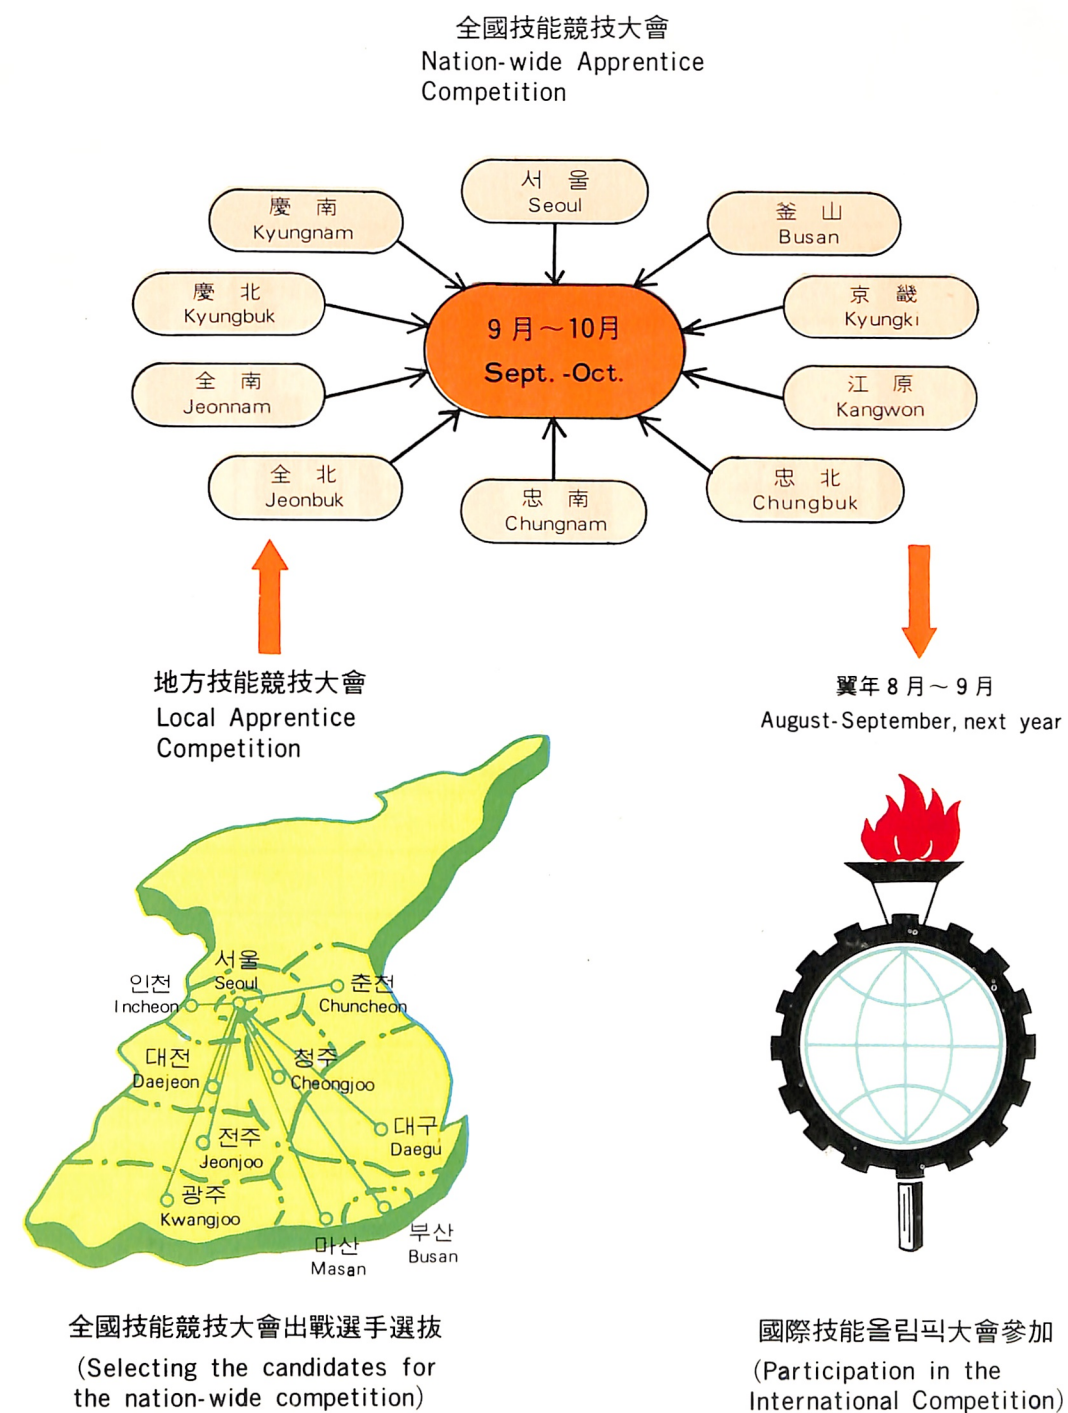 全國技能競技大會
Nation-wide Apprentice
Competition
서 울
Seoul
慶 南
Kyungnam
釜 山
Busan
慶 北
Kyungbuk
京 畿
Kyungki
9月～10月
Sept. -Oct.
全 南
Jeonnam
江 原
Kangwon
全 北
Jeonbuk
忠 南
Chungnam
忠 北
Chungbuk
地方技能競技大會
Local Apprentice
Competition
翼年 8月～ 9月
August-September, next year
서울
Seoul
인천
Incheon
춘천
Chuncheon
대전
Daejeon
청주
Cheongjoo
대구
Daegu
전주
Jeonjoo
광주
Kwangjoo
마산
Masan
부산
Busan
全國技能競技大會出戰選手選抜
(Selecting the candidates for
the nation-wide competition)
國際技能올림픽大會參加
(Participation in the
International Competition)